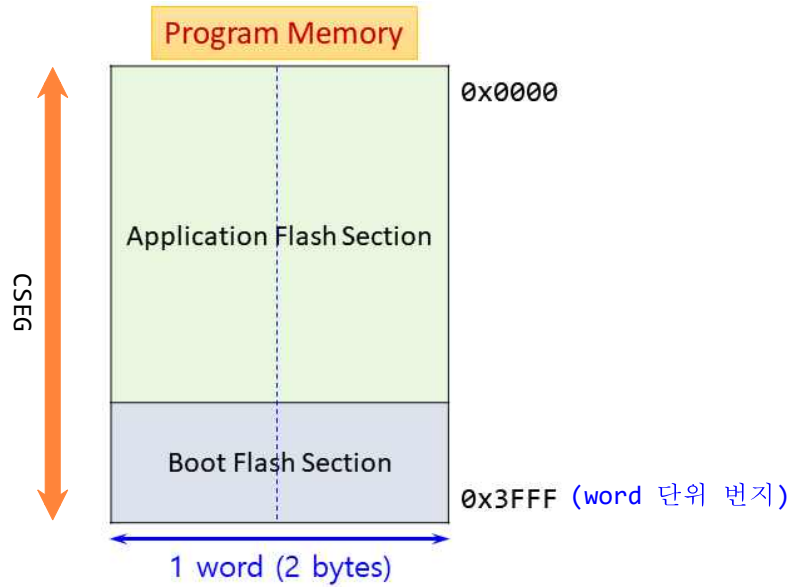 Program Memory
0x0000
Application Flash Section
CSEG
Boot Flash Section
0x3FFF (word 단위 번지)
1 word (2 bytes)